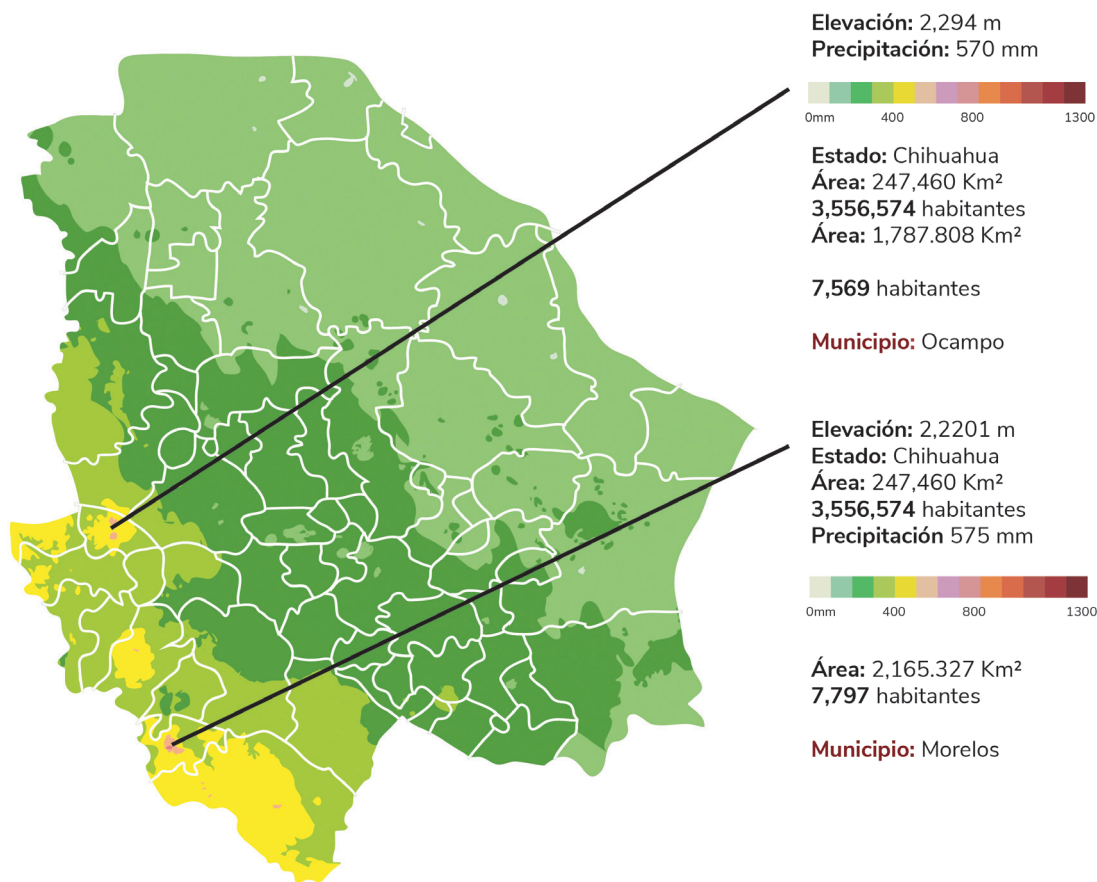 Elevación: 2,294 m
Precipitación: 570 mm
0mm 400 800 1300
Estado: Chihuahua
Área: 247,460 Km²
3,556,574 habitantes
Área: 1,787.808 Km²
7,569 habitantes
Municipio: Ocampo
Elevación: 2,2201 m
Estado: Chihuahua
Área: 247,460 Km²
3,556,574 habitantes
Precipitación 575 mm
0mm 400 800 1300
Área: 2,165.327 Km²
7,797 habitantes
Municipio: Morelos